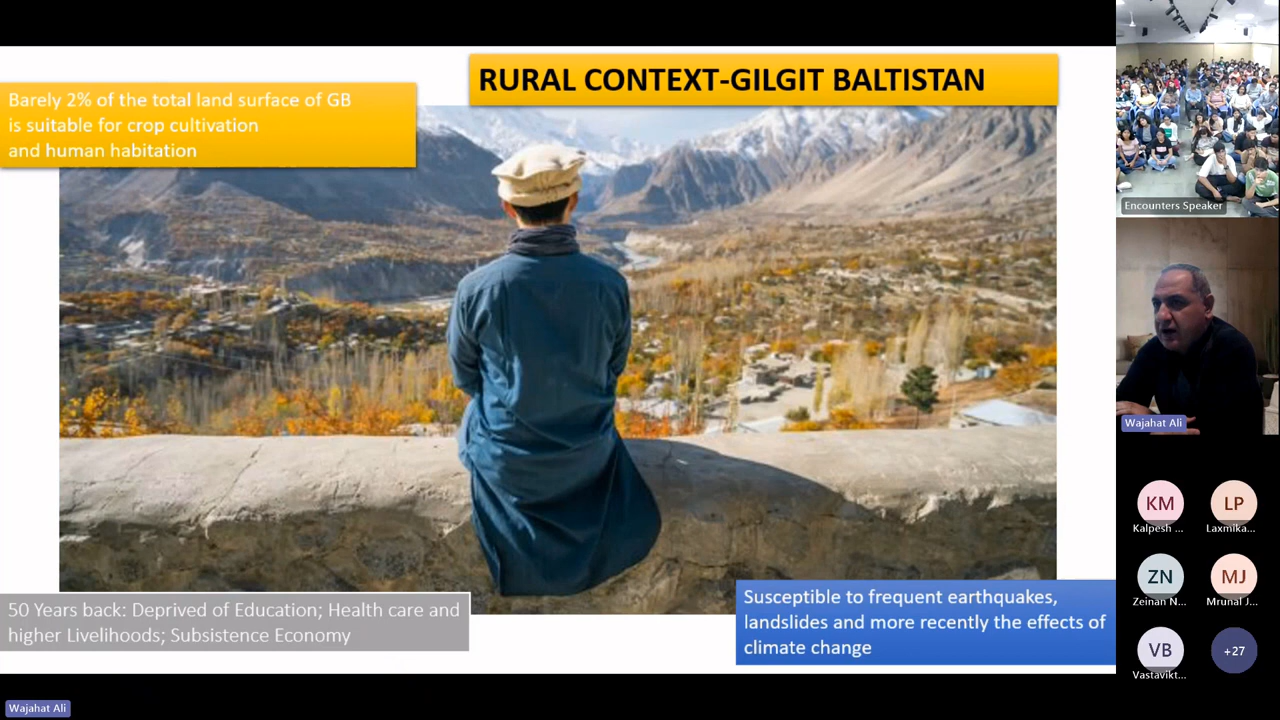 RURAL CONTEXT-GILGIT BALTISTAN
Barely 2% of the total land surface of GB
is suitable for crop cultivation
and human habitation
50 Years back: Deprived of Education; Health care and
higher Livelihoods; Subsistence Economy
Susceptible to frequent earthquakes,
landslides and more recently the effects of
climate change
Encounters Speaker
Wajahat Ali
KM
Kalpesh ...
LP
Laxmika...
ZN
Zeinan N...
MJ
Mrunal J...
VB
Vastavikt...
+27
Wajahat Ali